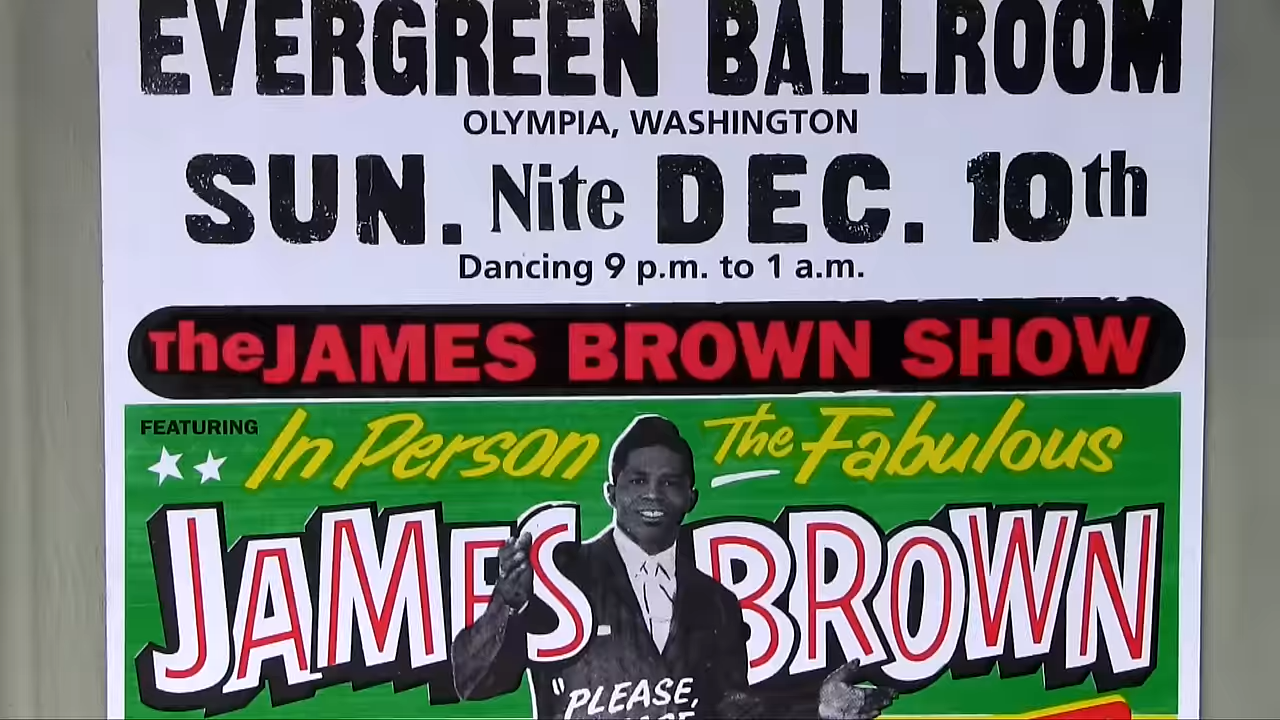 EVERGREEN BALLROOM
OLYMPIA, WASHINGTON
SUN. Nite DEC. 10th
Dancing 9 p.m. to 1 a.m.
The JAMES BROWN SHOW
FEATURING In Person The Fabulous
JAMES BROWN
"PLEASE,